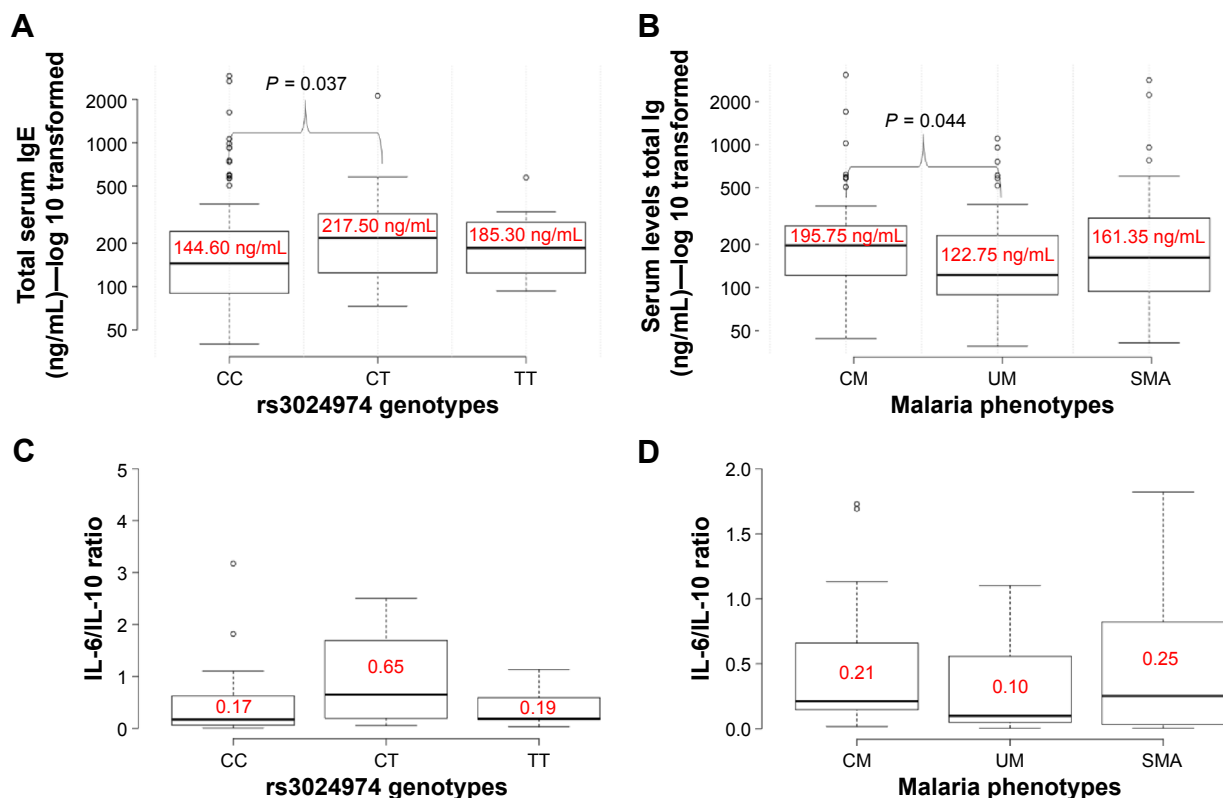 A
Total serum IgE
(ng/mL)—log 10 transformed
2000
1000
500
200
100
50
P = 0.037
144.60 ng/mL
217.50 ng/mL
185.30 ng/mL
CC
CT
TT
rs3024974 genotypes
B
Serum levels total Ig
(ng/mL)—log 10 transformed
2000
1000
500
200
100
50
P = 0.044
195.75 ng/mL
122.75 ng/mL
161.35 ng/mL
CM
UM
SMA
Malaria phenotypes
C
IL-6/IL-10 ratio
5
4
3
2
1
0
0.17
0.65
0.19
CC
CT
TT
rs3024974 genotypes
D
IL-6/IL-10 ratio
2.0
1.5
1.0
0.5
0.0
0.21
0.10
0.25
CM
UM
SMA
Malaria phenotypes